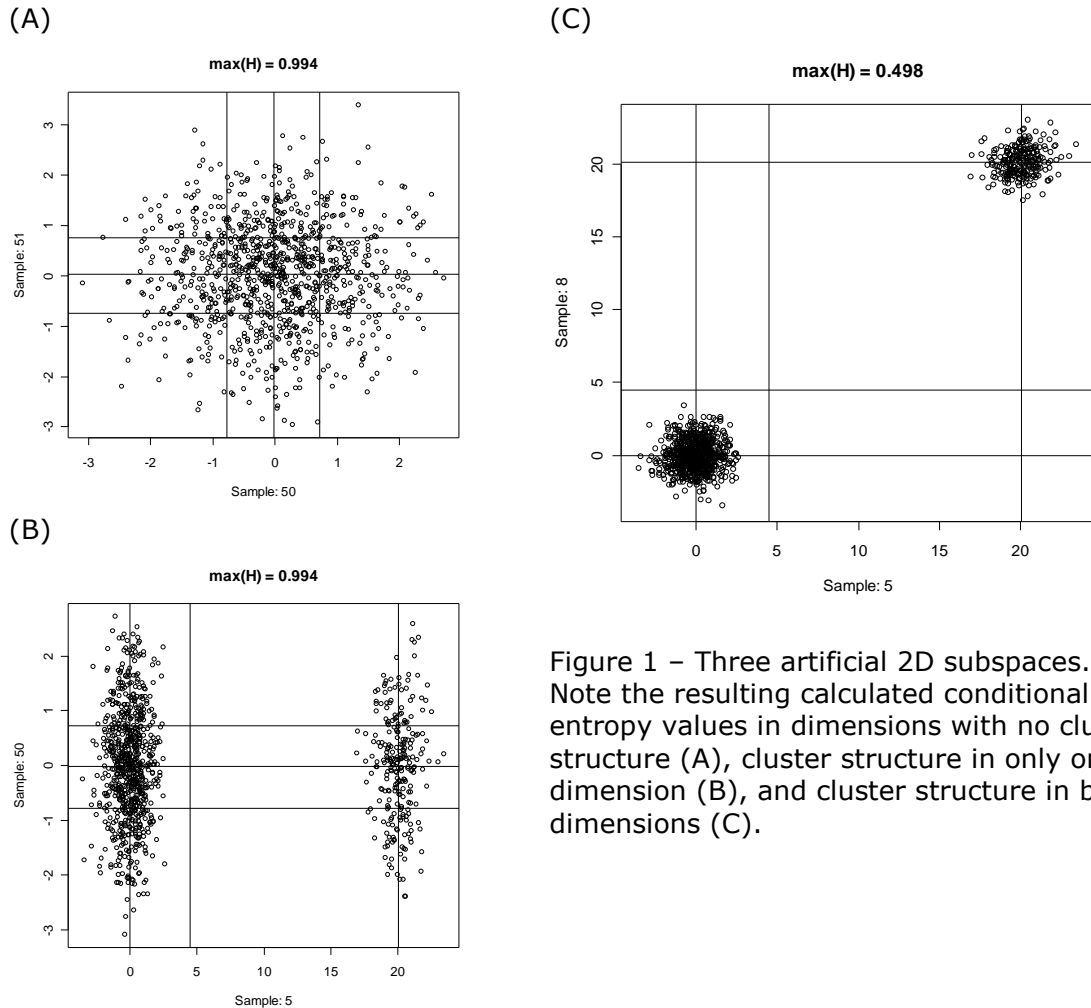 (A)
max(H) = 0.994
Sample: 51
3
2
1
0
-1
-2
-3
-3 -2 -1 0 1 2
Sample: 50
(B)
max(H) = 0.994
Sample: 50
2
1
0
-1
-2
-3
0 5 10 15 20
Sample: 5
(C)
max(H) = 0.498
Sample: 8
20
15
10
5
0
0 5 10 15 20
Sample: 5
Figure 1 – Three artificial 2D subspaces.
Note the resulting calculated conditional
entropy values in dimensions with no
structure (A), cluster structure in only
dimension (B), and cluster structure in
dimensions (C).